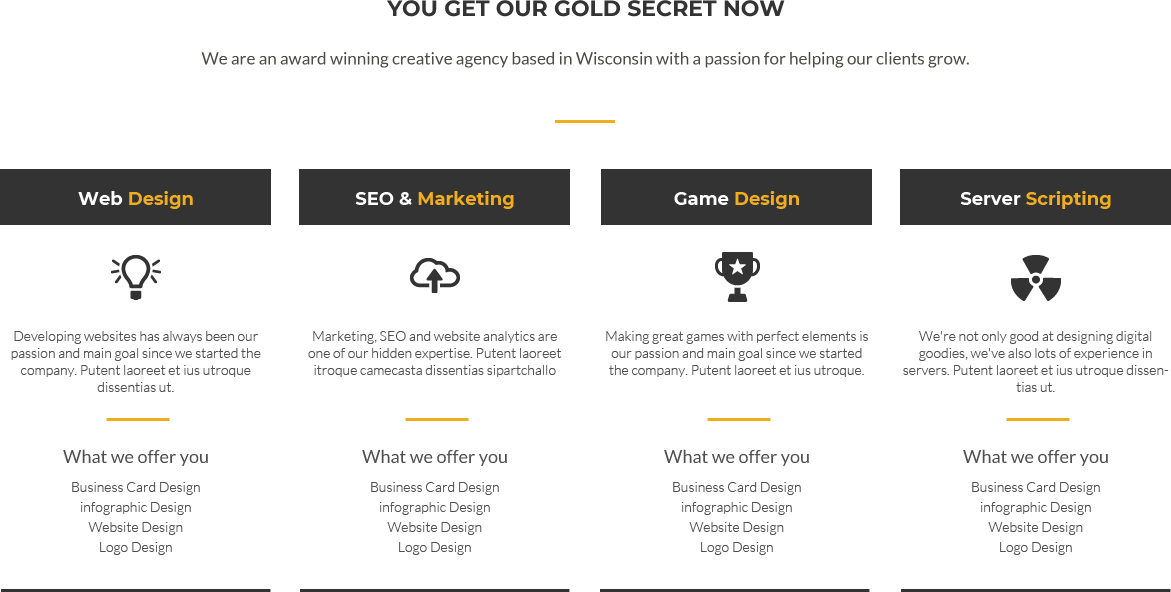 YOU GET OUR GOLD SECRET NOW
We are an award winning creative agency based in Wisconsin with a passion for helping our clients grow.
Web Design
Developing websites has always been our
passion and main goal since we started the
company. Putent laoreet et ius utroque
dissentias ut.
What we offer you
Business Card Design
infographic Design
Website Design
Logo Design
SEO & Marketing
Marketing, SEO and website analytics are
one of our hidden expertise. Putent laoreet
itroque camecasta dissentias sipartchallo
What we offer you
Business Card Design
infographic Design
Website Design
Logo Design
Game Design
Making great games with perfect elements is
our passion and main goal since we started
the company. Putent laoreet et ius utroque.
What we offer you
Business Card Design
infographic Design
Website Design
Logo Design
Server Scripting
We're not only good at designing digital
goodies, we've also lots of experience in
servers. Putent laoreet et ius utroque dissen-
tias ut.
What we offer you
Business Card Design
infographic Design
Website Design
Logo Design